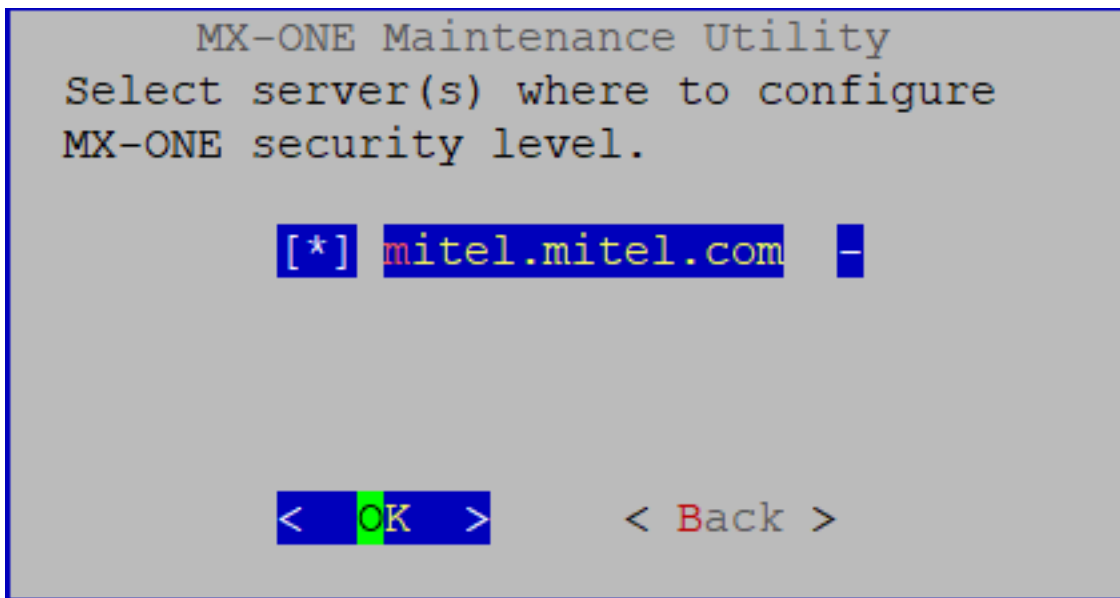 MX-ONE Maintenance Utility
Select server(s) where to configure
MX-ONE security level.
[*] mitel.mitel.com -
< OK > < Back >